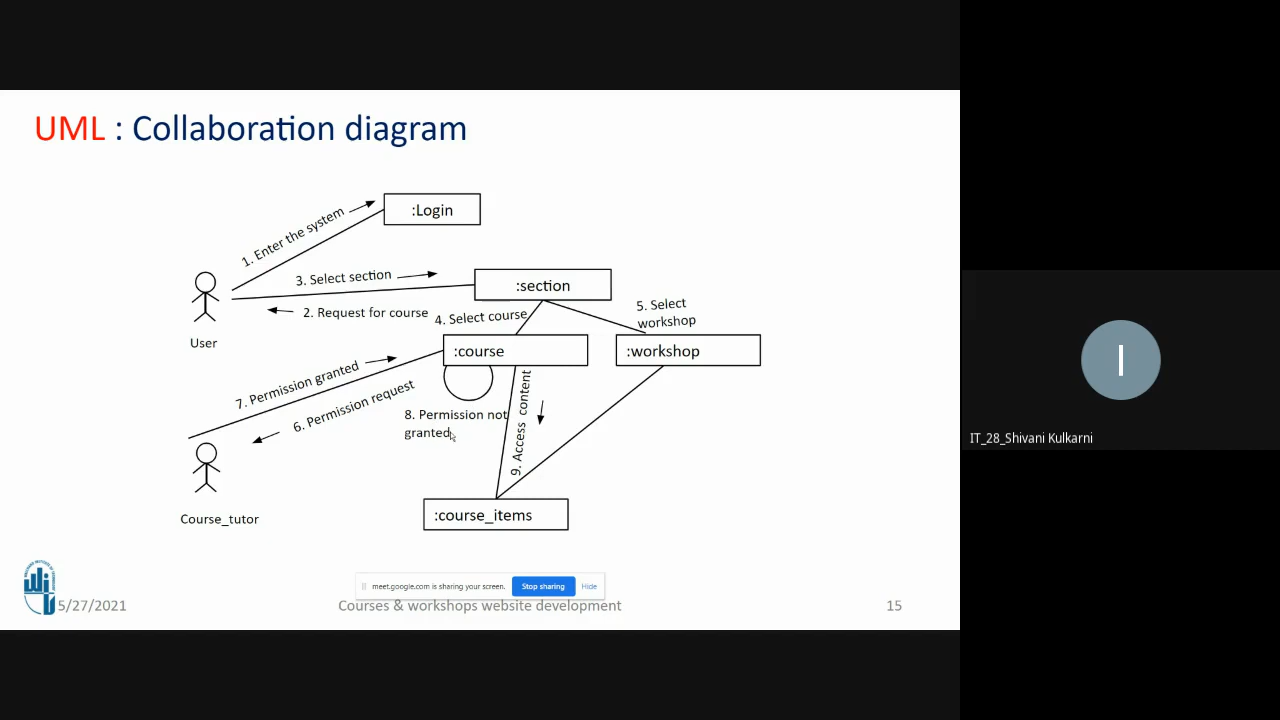 UML : Collaboration diagram
:Login
1. Enter the system
3. Select section
:section
2. Request for course
4. Select course
5. Select
workshop
User
:course
:workshop
7. Permission granted
6. Permission request
8. Permission not
granted
9. Access content
I
IT_28_Shivani Kulkarni
:course_items
Course_tutor
meet.google.com is sharing your screen.
Stop sharing
Hide
5/27/2021
Courses & workshops website development
15